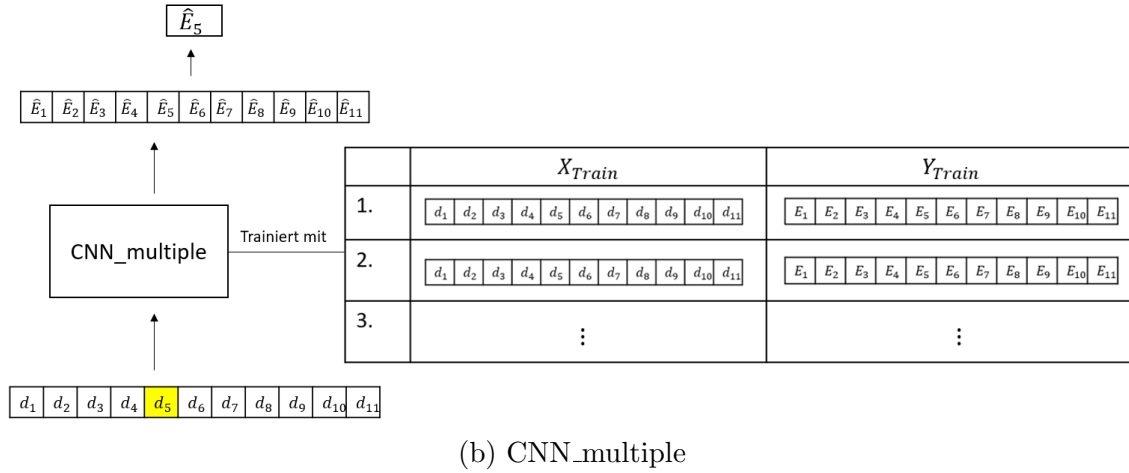 Ê₅
Ê₁ Ê₂ Ê₃ Ê₄ Ê₅ Ê₆ Ê₇ Ê₈ Ê₉ Ê₁₀ Ê₁₁
X_Train Y_Train
1. d₁ d₂ d₃ d₄ d₅ d₆ d₇ d₈ d₉ d₁₀ d₁₁ E₁ E₂ E₃ E₄ E₅ E₆ E₇ E₈ E₉ E₁₀ E₁₁
CNN_multiple
Trainiert mit
2. d₁ d₂ d₃ d₄ d₅ d₆ d₇ d₈ d₉ d₁₀ d₁₁ E₁ E₂ E₃ E₄ E₅ E₆ E₇ E₈ E₉ E₁₀ E₁₁
3. ⋮ ⋮
d₁ d₂ d₃ d₄ d₅ d₆ d₇ d₈ d₉ d₁₀ d₁₁
(b) CNN_multiple